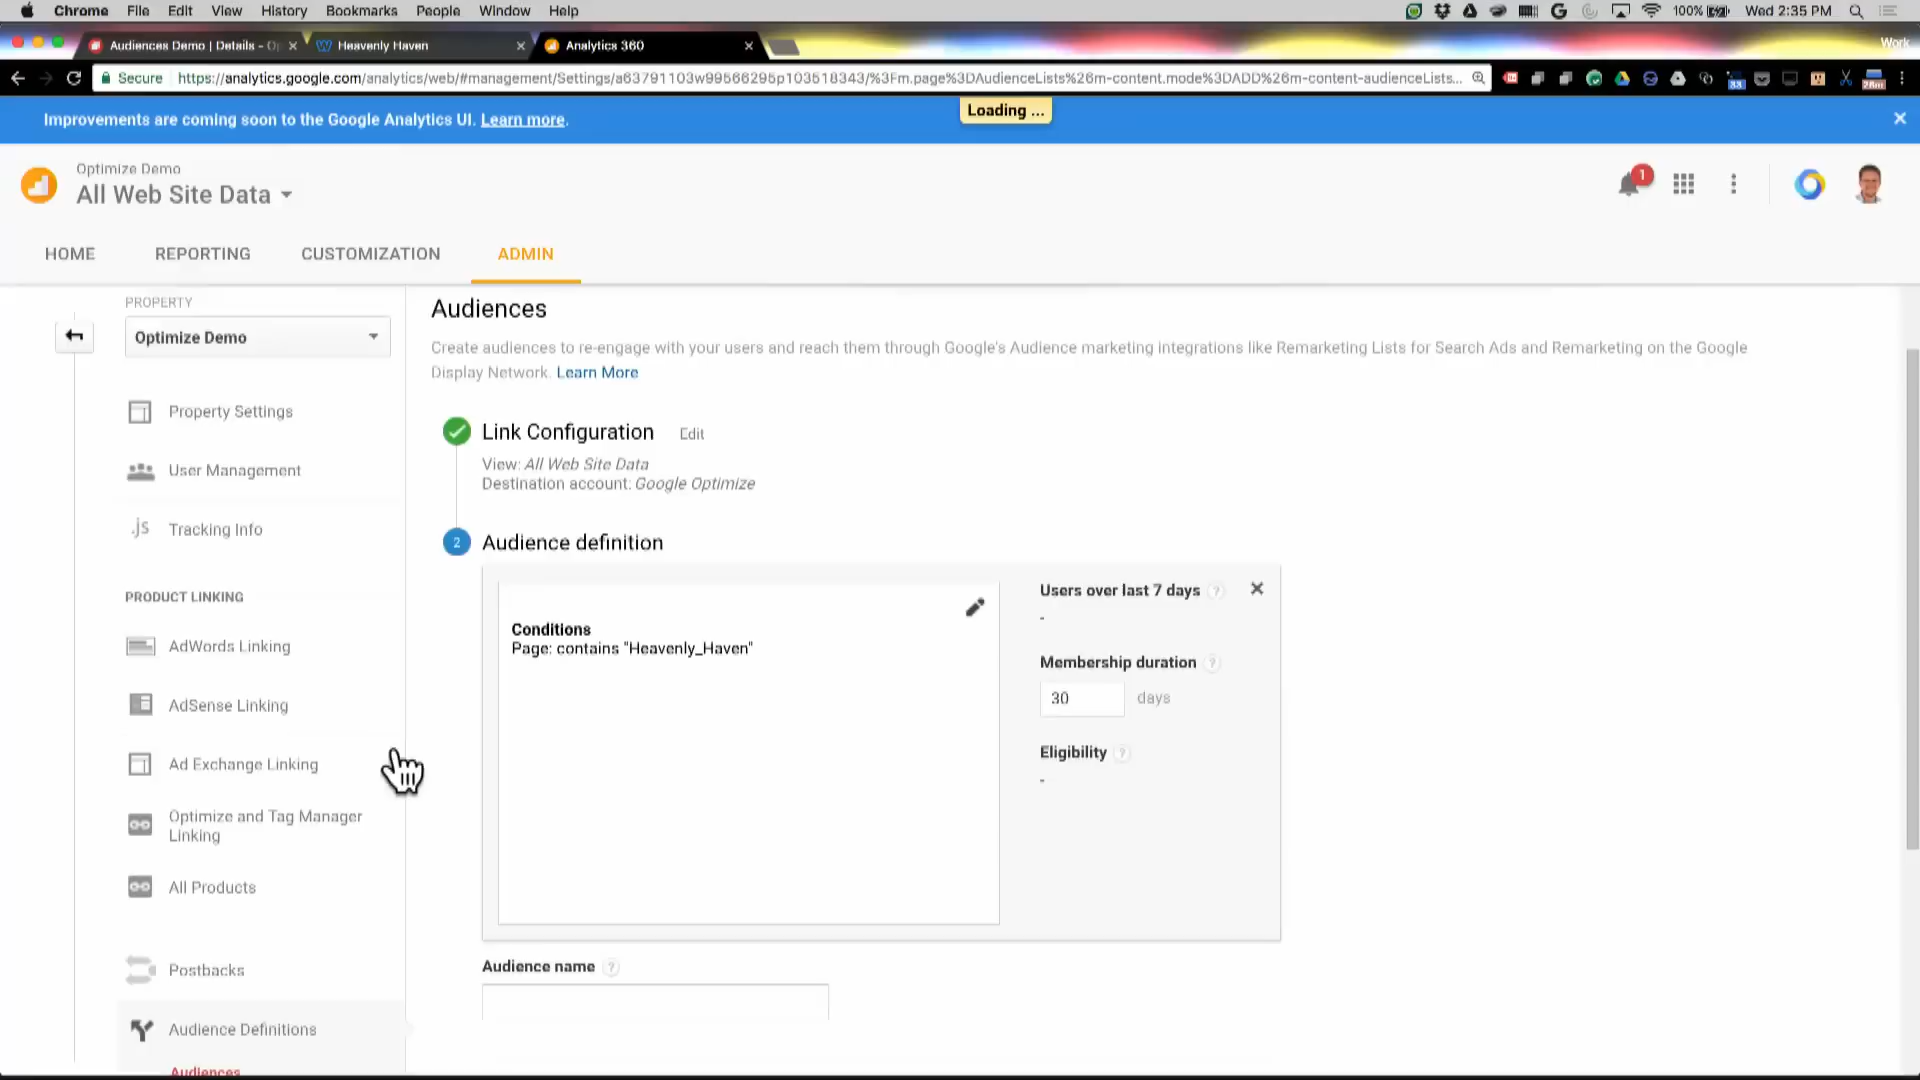 Chrome File Edit View History Bookmarks People Window Help
100% Wed 2:35 PM
Audiences Demo | Details - O
Heavenly Haven
Analytics 360
Work
Secure https://analytics.google.com/analytics/web/#management/Settings/a63791103w99566295p103518343/%3Fm.page%3DAudienceLists%26m-content.mode%3DADD%26m-content-audienceLists...
33
Improvements are coming soon to the Google Analytics UI. Learn more.
Loading ...
Optimize Demo
All Web Site Data
1
HOME REPORTING CUSTOMIZATION ADMIN
PROPERTY
Optimize Demo
Property Settings
User Management
.js Tracking Info
PRODUCT LINKING
AdWords Linking
AdSense Linking
Ad Exchange Linking
Optimize and Tag Manager
Linking
All Products
Postbacks
Audience Definitions
Audiences
Audiences
Create audiences to re-engage with your users and reach them through Google's Audience marketing integrations like Remarketing Lists for Search Ads and Remarketing on the Google
Display Network. Learn More
Link Configuration Edit
View: All Web Site Data
Destination account: Google Optimize
2 Audience definition
Conditions
Page: contains "Heavenly_Haven"
Users over last 7 days ?
-
Membership duration ?
30 days
Eligibility ?
-
Audience name ?